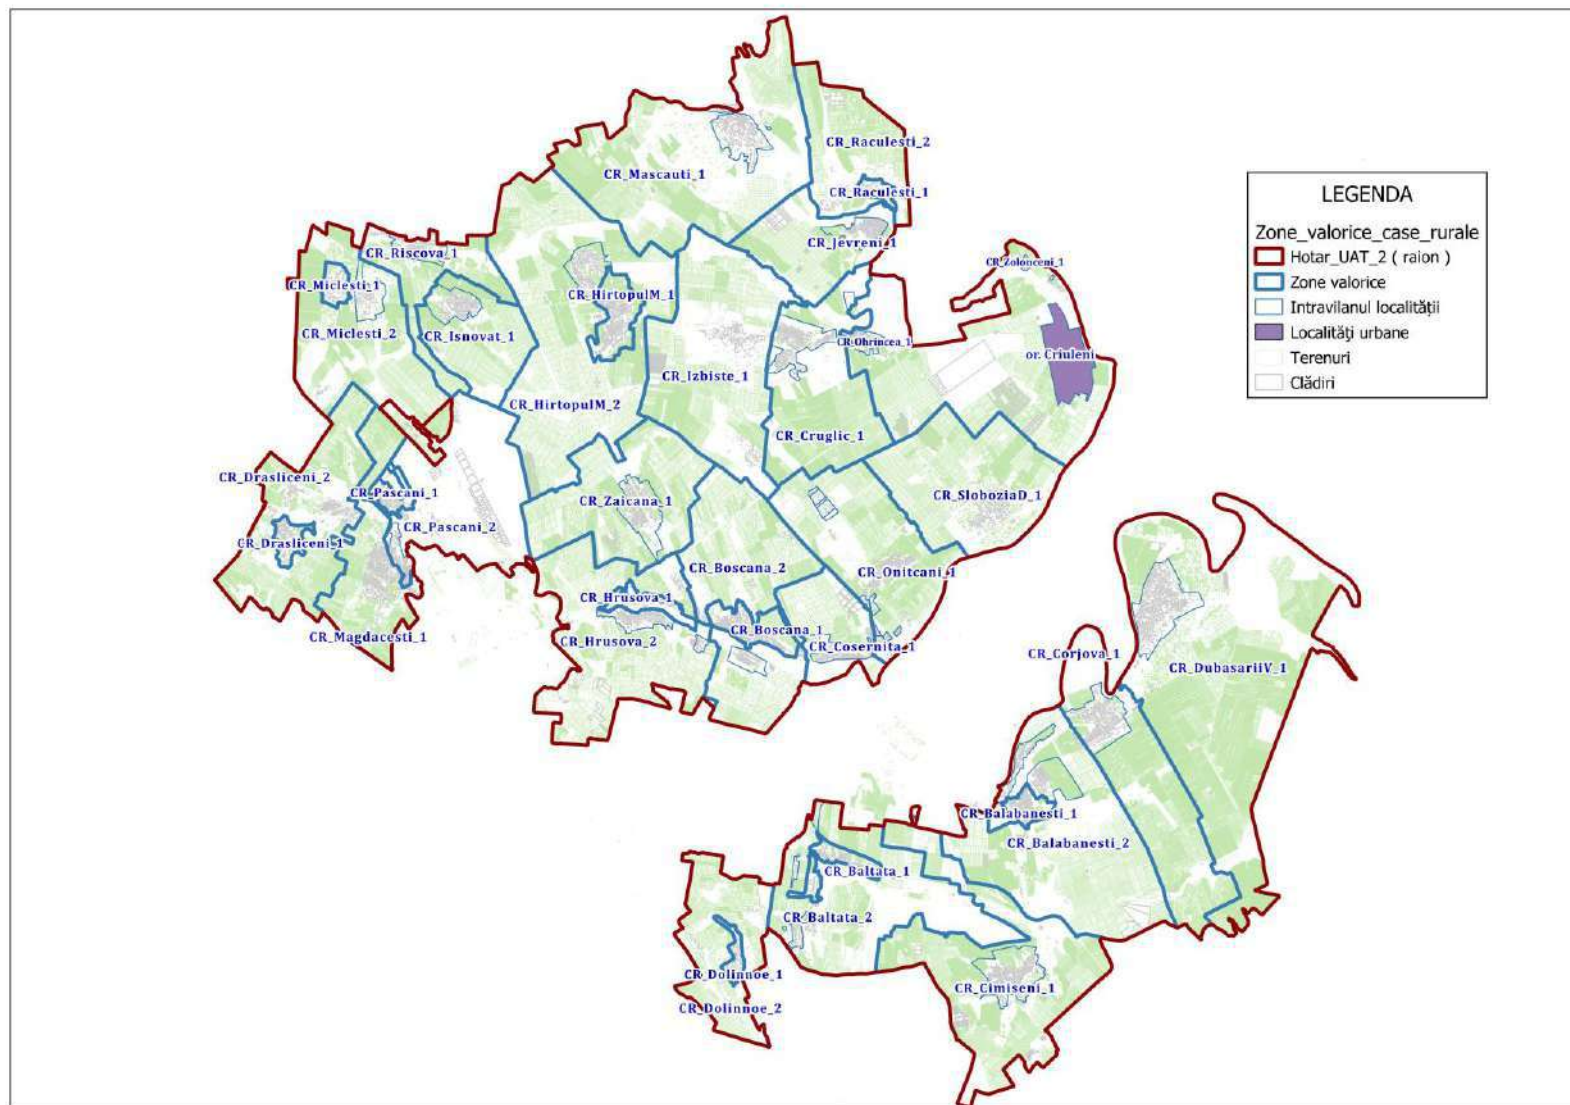 CR_Raculesti_2
CR_Mascauti_1
CR_Raculesti_1
LEGENDA
Zone_valorice_case_rurale
Hotar_UAT_2 ( raion )
Zone valorice
Intravilanul localității
Localități urbane
Terenuri
Clădiri
CR_Jevreni_1
CR_Riscova_1
CR_Zolonceni_1
CR_Miclesti_1
CR_HirtopulM_1
CR_Miclesti_2
CR_Isnovat_1
CR_Ohrincea_1
or. Criuleni
CR_Izbiste_1
CR_HirtopulM_2
CR_Cruglic_1
CR_Drasliceni_2
CR_Pascani_1
CR_Zaicana_1
CR_SloboziaD_1
CR_Pascani_2
CR_Drasliceni_1
CR_Boscana_2
CR_Onitcani_1
CR_Hrusova_1
CR_Magdacesti_1
CR_Hrusova_2
CR_Boscana_1
CR_Cosernita_1
CR_Corjova_1
CR_DubasariiV_1
CR_Balabanesti_1
CR_Balabanesti_2
CR_Baltata_1
CR_Baltata_2
CR_Dolinnoe_1
CR_Cimiseni_1
CR_Dolinnoe_2